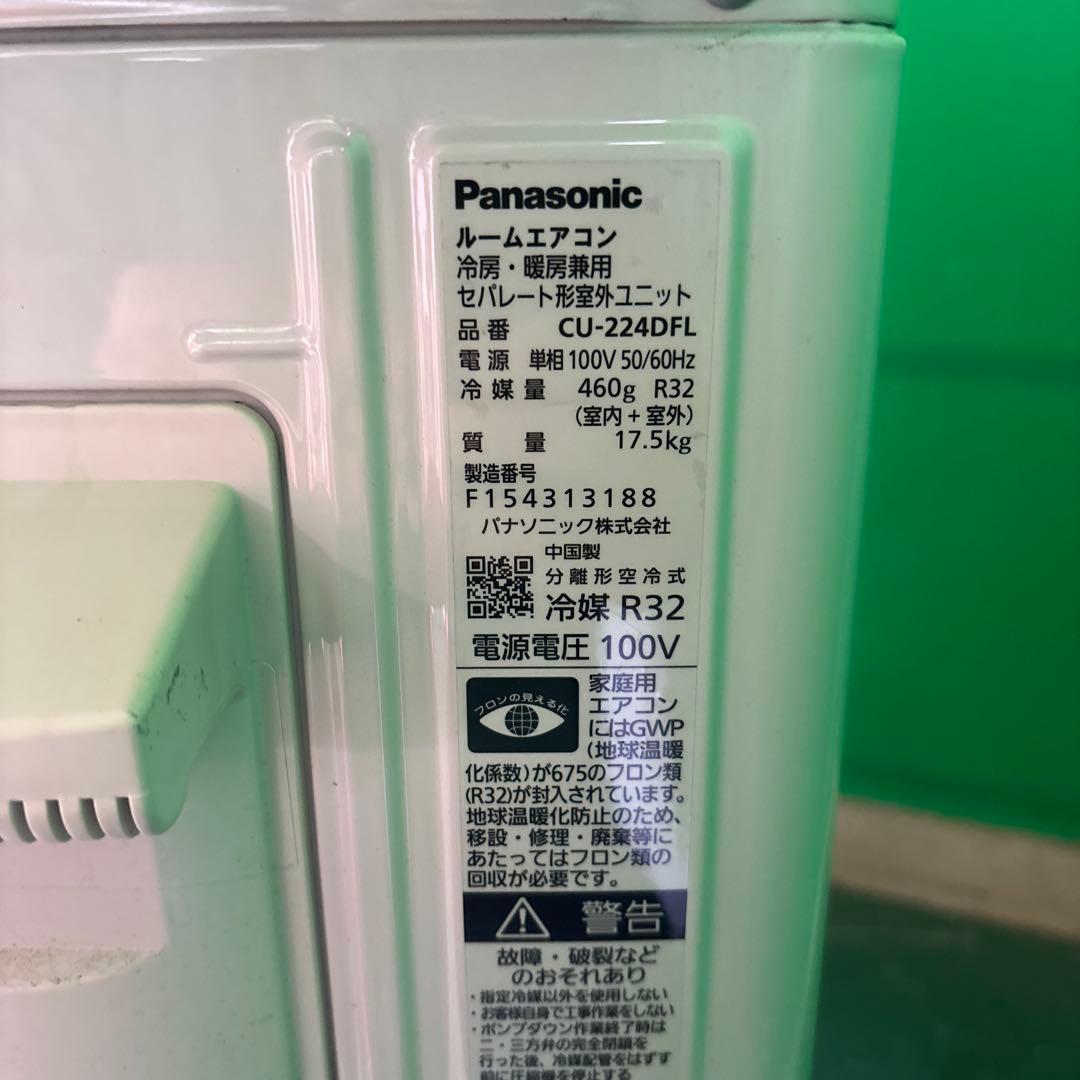 Panasonic
ルームエアコン
冷房・暖房兼用
セパレート形室外ユニット
品番 CU-224DFL
電源 単相100V 50/60Hz
冷媒量 460g R32
(室内+室外)
質量 17.5kg
製造番号
F154313188
パナソニック株式会社
中国製
分離形空冷式
冷媒 R32
電源電圧 100V
フロンの見える化
家庭用
エアコン
にはGWP
(地球温暖
化係数)が675のフロン類
(R32)が封入されています。
地球温暖化防止のため、
移設・修理・廃棄等に
あたってはフロン類の
回収が必要です。
警告
故障・破裂など
のおそれあり
・指定冷媒以外を使用しない
・お客様自身で工事作業をしない
・ポンプダウン作業終了時は
二・三方弁の完全閉鎖を
行った後、冷媒配管をはずす
前に圧縮機を停止する